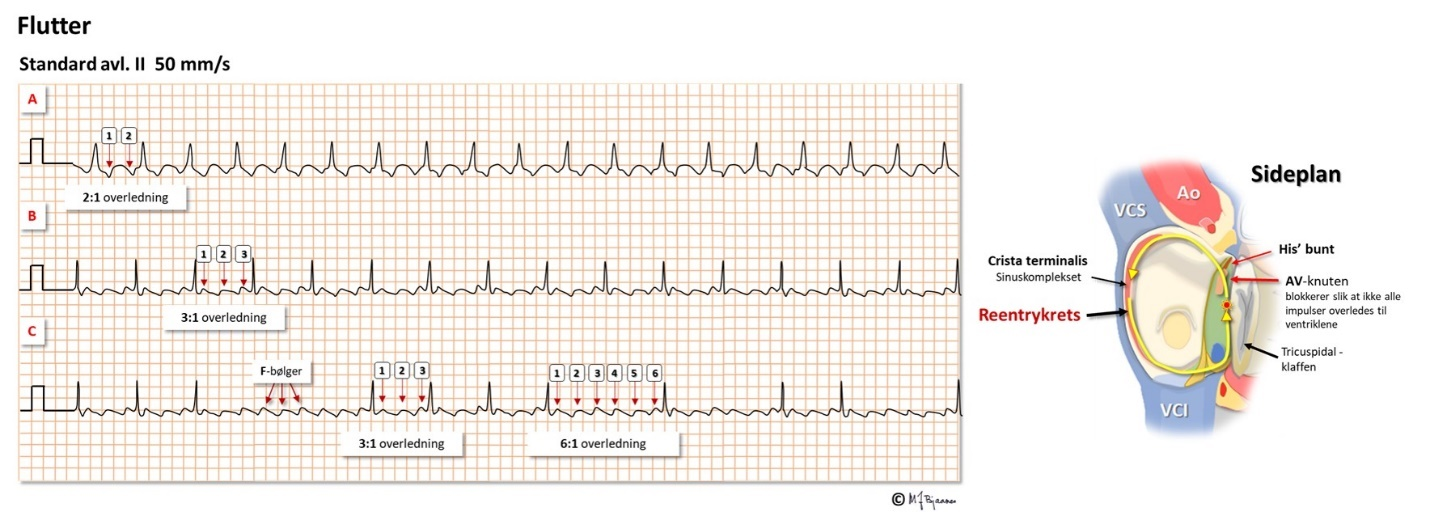 Flutter
Standard avl. II 50 mm/s
A
1 2
2:1 overledning
B
1 2 3
3:1 overledning
C
F-bølger
1 2 3
1 2 3 4 5 6
3:1 overledning
6:1 overledning
©
Sideplan
Ao
VCS
His’ bunt
Crista terminalis
Sinuskomplekset
AV-knuten
blokkerer slik at ikke alle
impulser overledes til
ventriklene
Reentrykrets
Tricuspidal -
klaffen
VCI